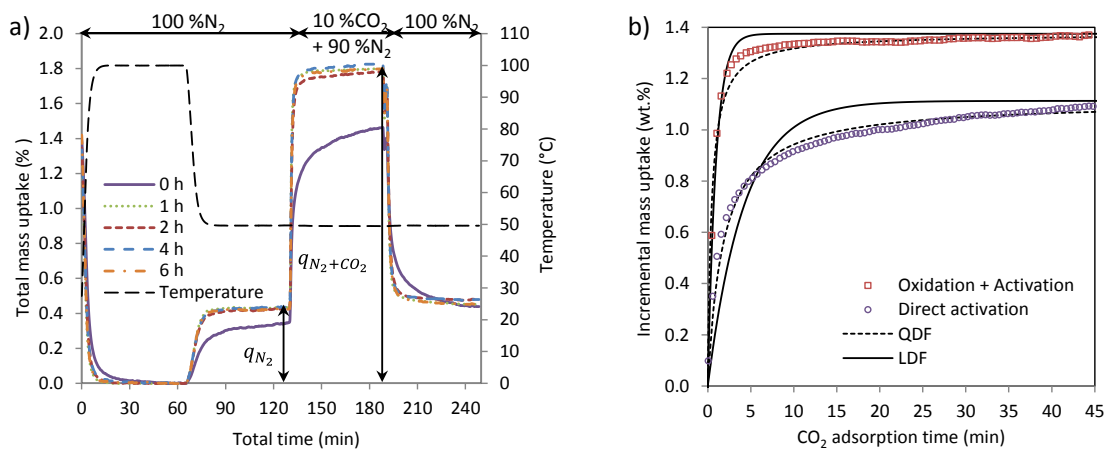 a)
100 %N2
10 %CO2
+ 90 %N2
100 %N2
2.0
1.8
1.6
1.4
1.2
1.0
0.8
0.6
0.4
0.2
0.0
Total mass uptake (% )
110
100
90
80
70
60
50
40
30
20
10
0
Temperature (°C)
0 h
1 h
2 h
4 h
6 h
Temperature
qN2+CO2
qN2
0
60
120
180
240
Total time (min)
b)
1.4
1.2
1.0
0.8
0.6
0.4
0.2
0.0
Incremental mass uptake (wt.%)
Oxidation + Activation
Direct activation
QDF
LDF
0
5
10
15
20
25
30
35
40
45
CO2 adsorption time (min)